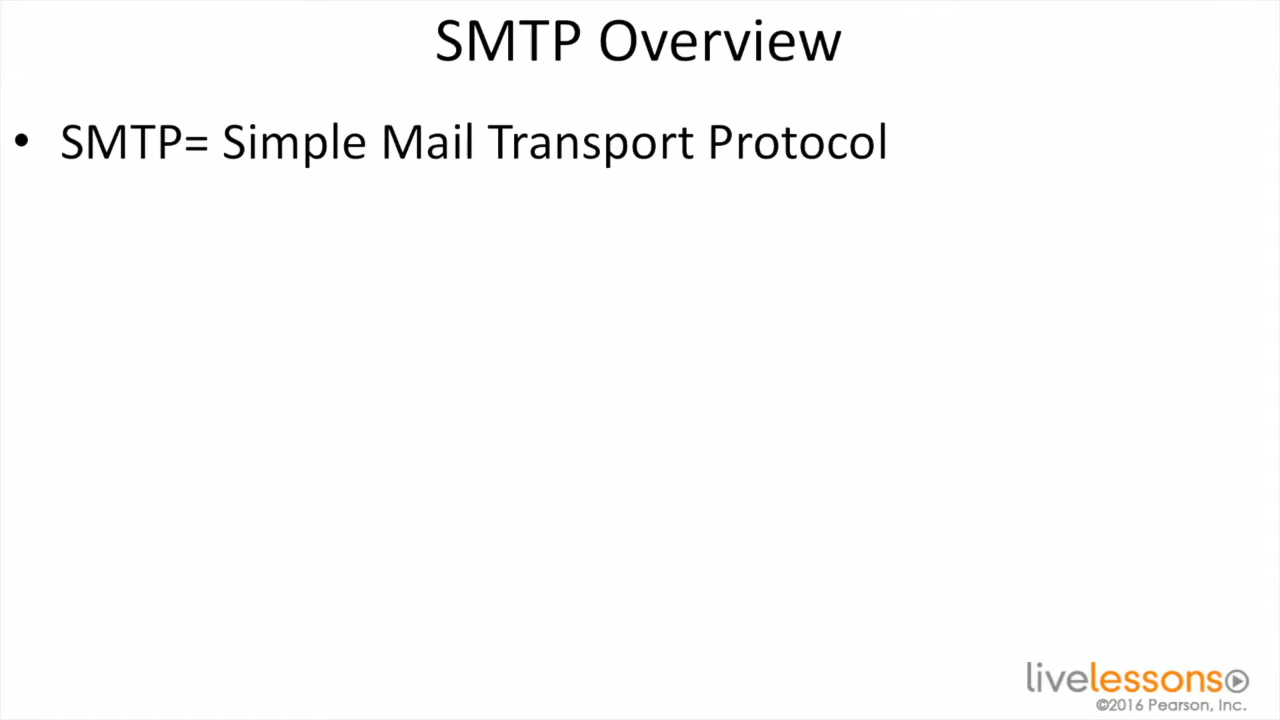 SMTP Overview
• SMTP= Simple Mail Transport Protocol
livelessons
©2016 Pearson, Inc.